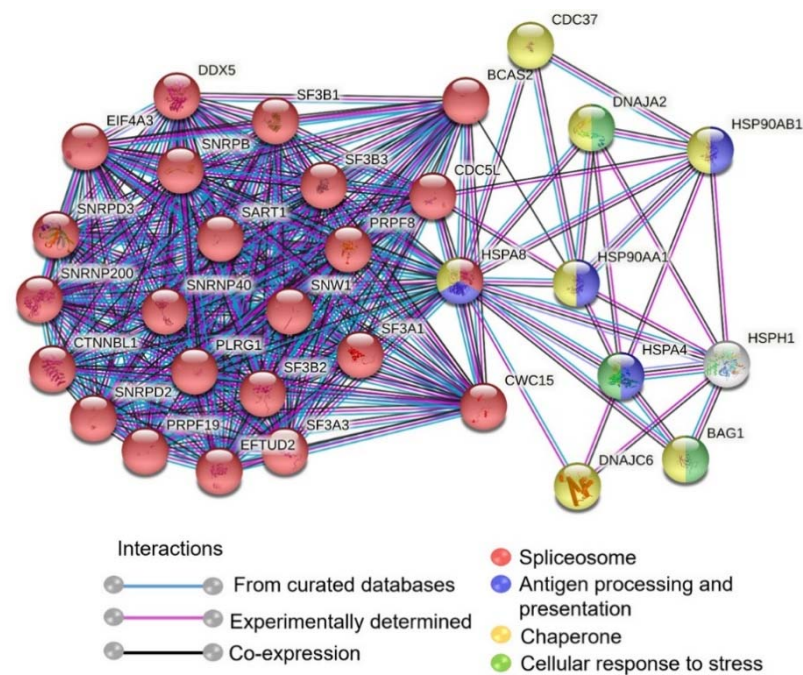 CDC37
DDX5
BCAS2
SF3B1
DNAJA2
EIF4A3
HSP90AB1
SNRPB
SF3B3
CDC5L
SNRPD3
SART1
PRPF8
HSPA8
HSP90AA1
SNRNP200
SNRNP40
SNW1
CTNNBL1
SF3A1
HSPH1
PLRG1
HSPA4
SF3B2
CWC15
SNRPD2
PRPF19
SF3A3
EFTUD2
BAG1
DNAJC6
Interactions
From curated databases
Experimentally determined
Co-expression
Spliceosome
Antigen processing and
presentation
Chaperone
Cellular response to stress